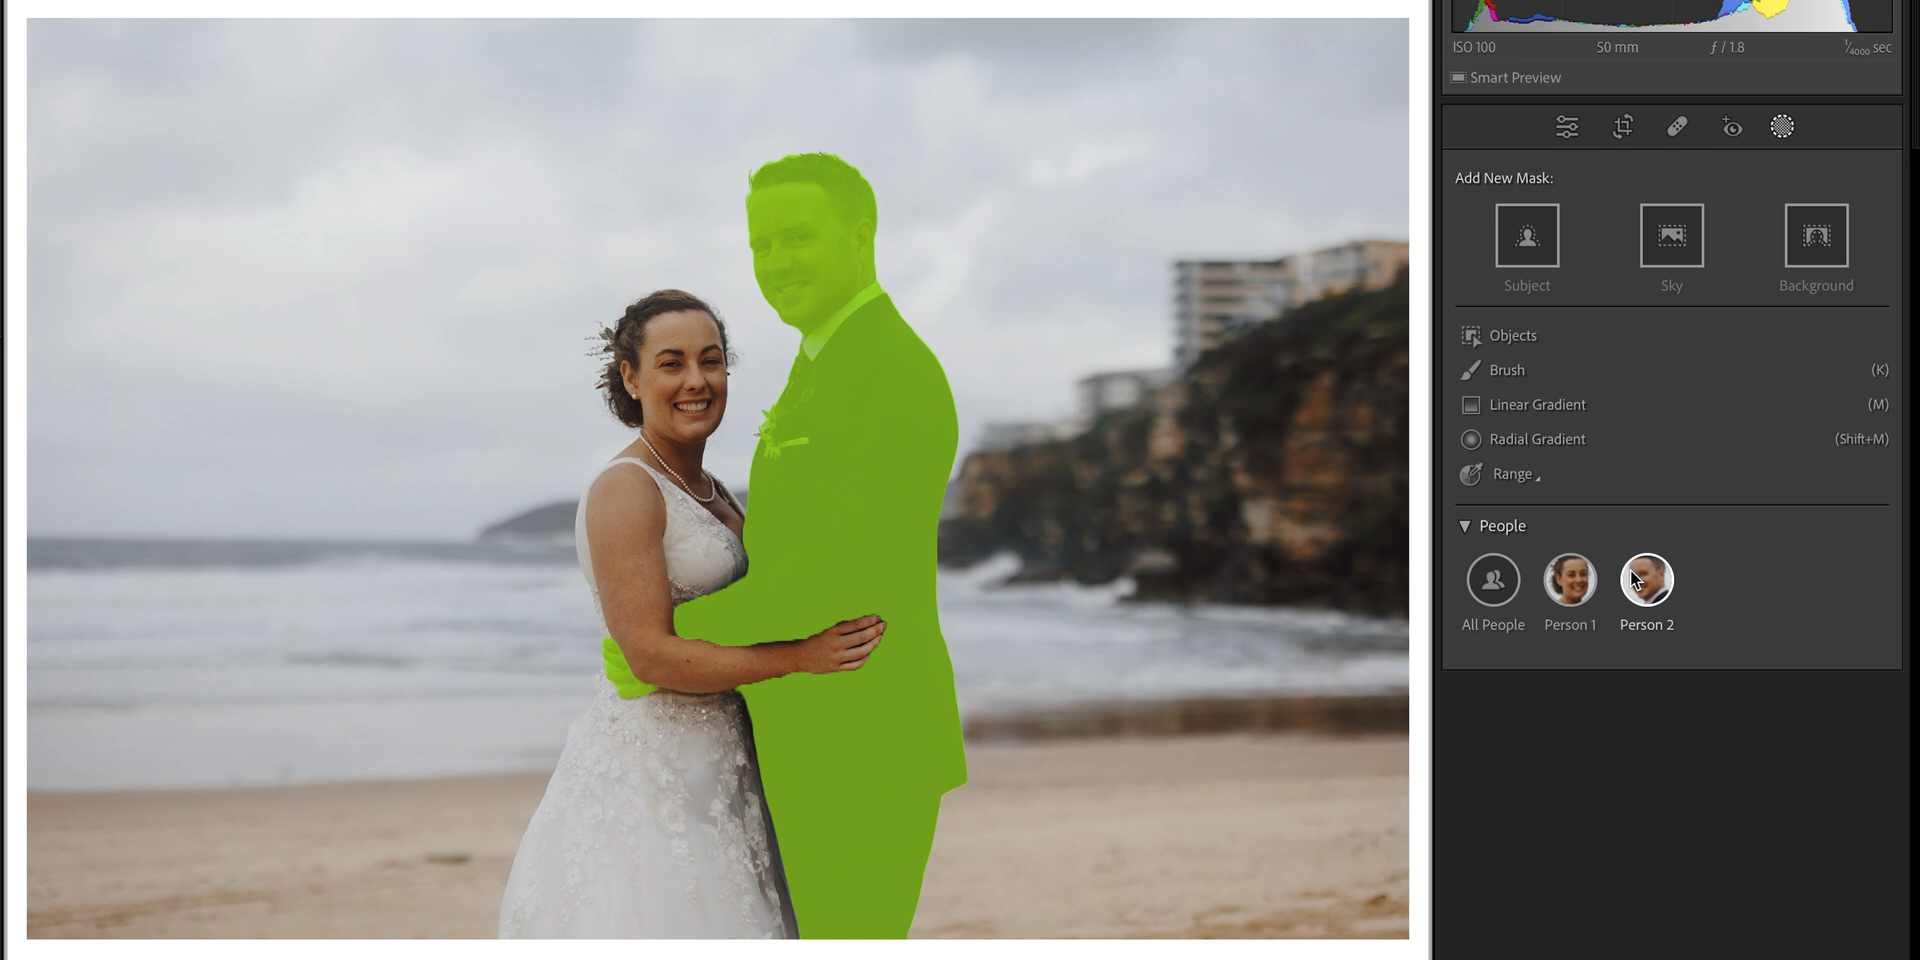 ISO 100 50 mm ƒ / 1.8 1/4000 sec
Smart Preview
Add New Mask:
Subject Sky Background
Objects
Brush (K)
Linear Gradient (M)
Radial Gradient (Shift+M)
Range
People
All People Person 1 Person 2